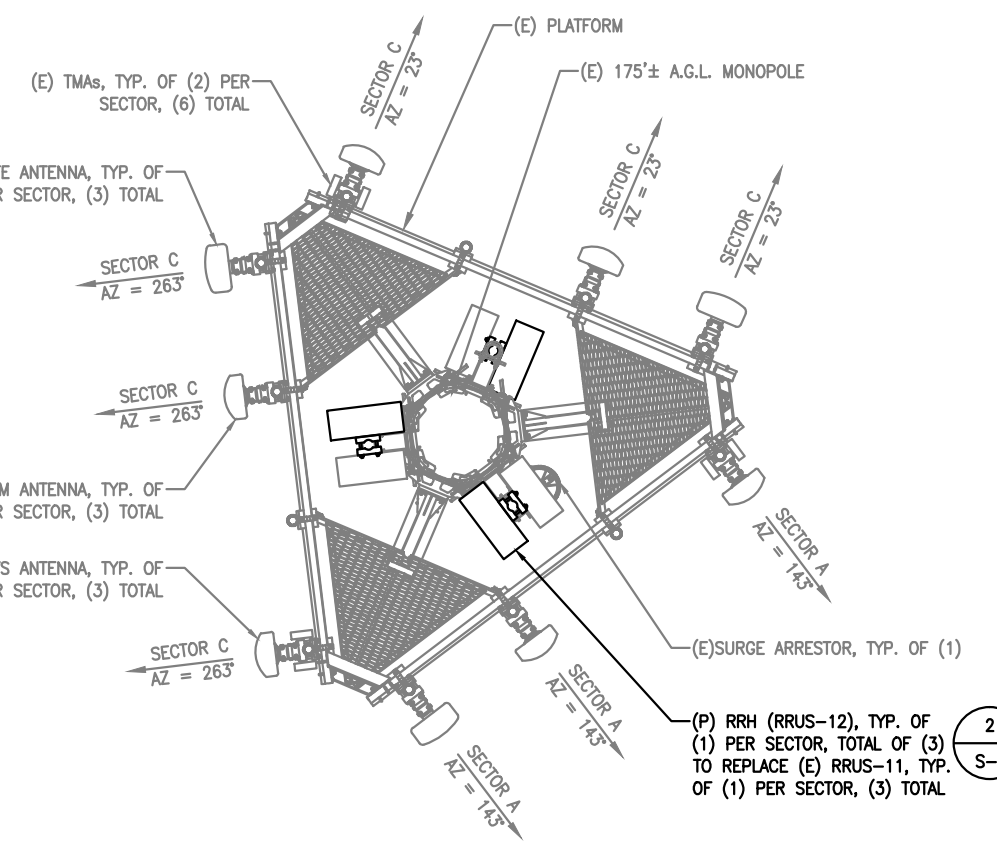 (E) PLATFORM
(E) TMAs, TYP. OF (2) PER
SECTOR, (6) TOTAL
(E) 175'± A.G.L. MONOPOLE
SECTOR C
AZ = 23°
SECTOR C
AZ = 23°
SECTOR C
AZ = 23°
ANTENNA, TYP. OF
SECTOR, (3) TOTAL
SECTOR C
AZ = 263°
SECTOR C
AZ = 263°
ANTENNA, TYP. OF
SECTOR, (3) TOTAL
ANTENNA, TYP. OF
SECTOR, (3) TOTAL
SECTOR C
AZ = 263°
SECTOR A
AZ = 143°
SECTOR A
AZ = 143°
SECTOR A
AZ = 143°
(E)SURGE ARRESTOR, TYP. OF (1)
(P) RRH (RRUS-12), TYP. OF
(1) PER SECTOR, TOTAL OF (3)
TO REPLACE (E) RRUS-11, TYP.
OF (1) PER SECTOR, (3) TOTAL
2
S-